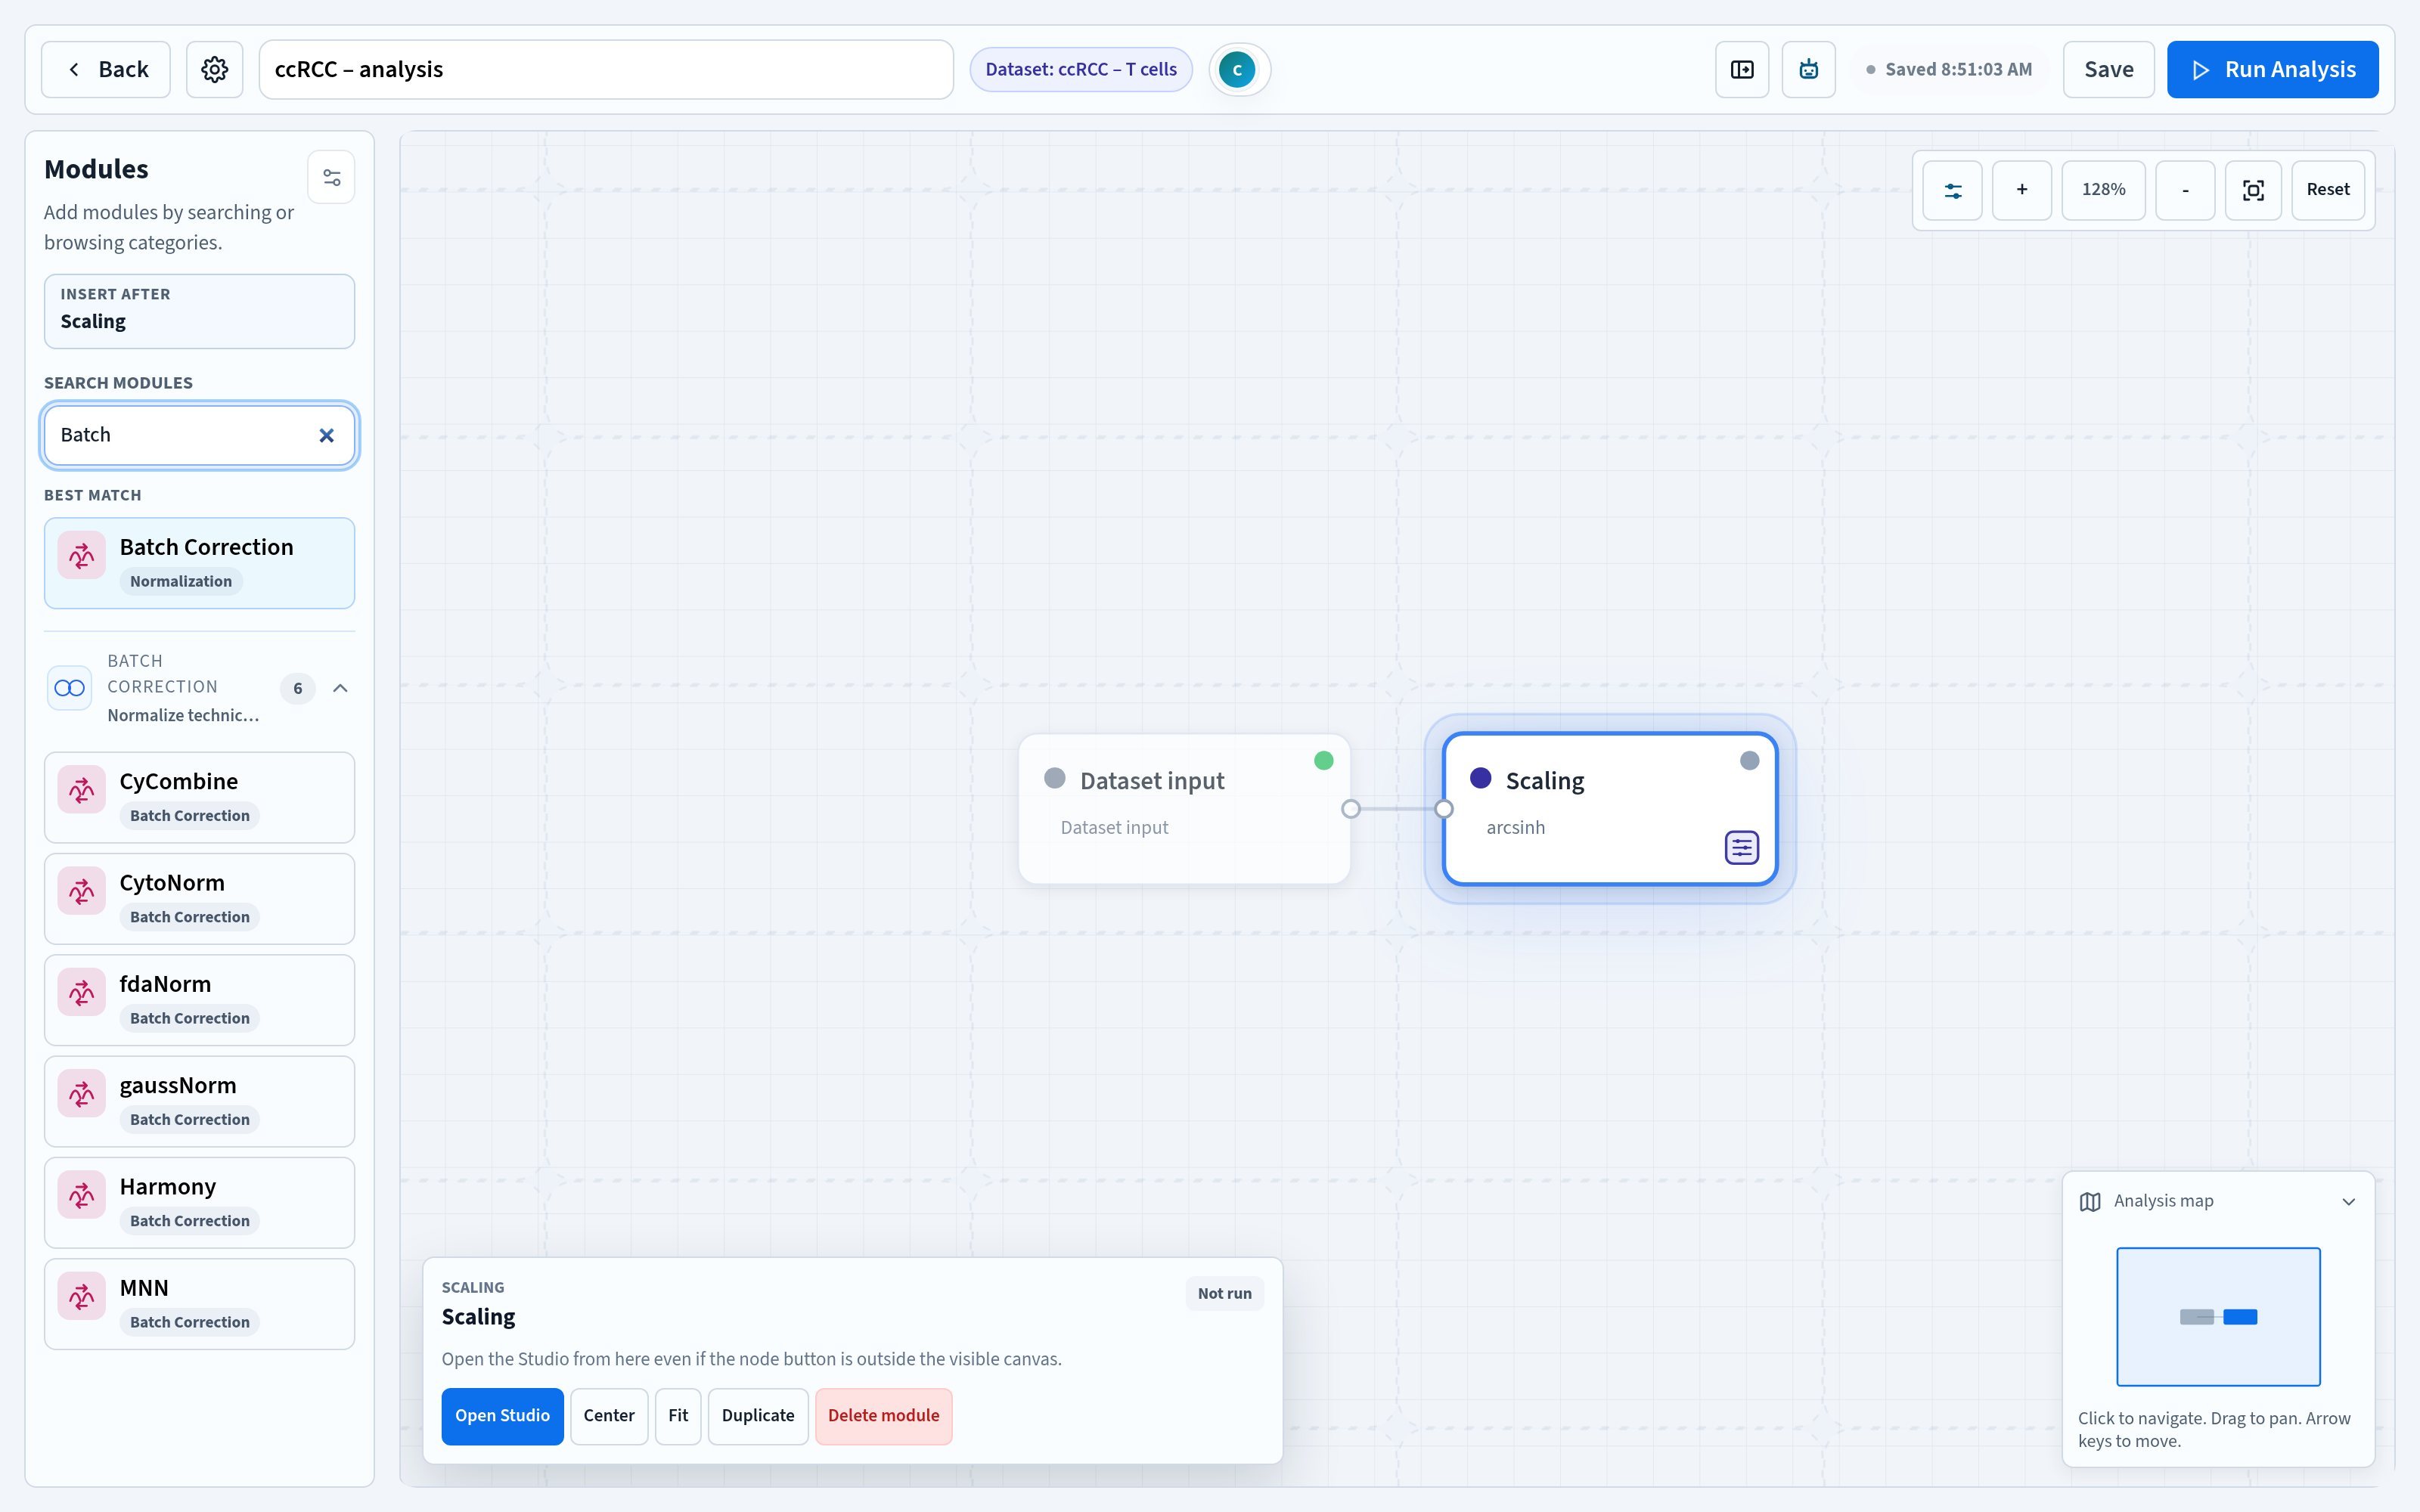 Back
ccRCC – analysis
Dataset: ccRCC – T cells
C
Saved 8:51:03 AM
Save
Run Analysis
Modules
Add modules by searching or
browsing categories.
INSERT AFTER
Scaling
SEARCH MODULES
Batch
BEST MATCH
Batch Correction
Normalization
BATCH
CORRECTION
Normalize technic...
6
CyCombine
Batch Correction
CytoNorm
Batch Correction
fdaNorm
Batch Correction
gaussNorm
Batch Correction
Harmony
Batch Correction
MNN
Batch Correction
+
128%
-
Reset
Dataset input
Dataset input
Scaling
arcsinh
SCALING
Scaling
Not run
Open the Studio from here even if the node button is outside the visible canvas.
Open Studio
Center
Fit
Duplicate
Delete module
Analysis map
Click to navigate. Drag to pan. Arrow
keys to move.